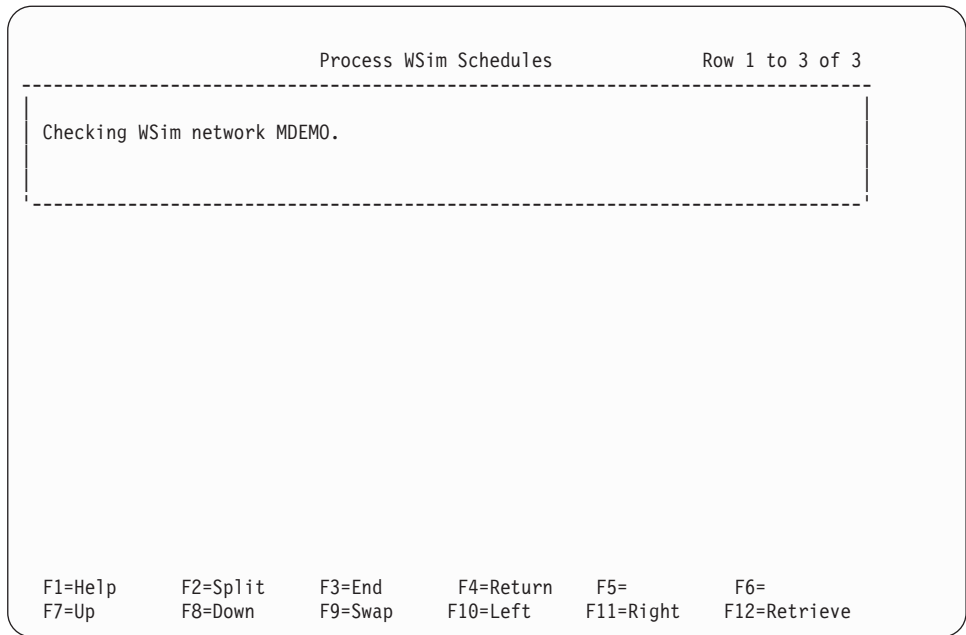 Process WSim Schedules Row 1 to 3 of 3
Checking WSim network MDEMO.
F1=Help F2=Split F3=End F4=Return F5= F6=
F7=Up F8=Down F9=Swap F10=Left F11=Right F12=Retrieve